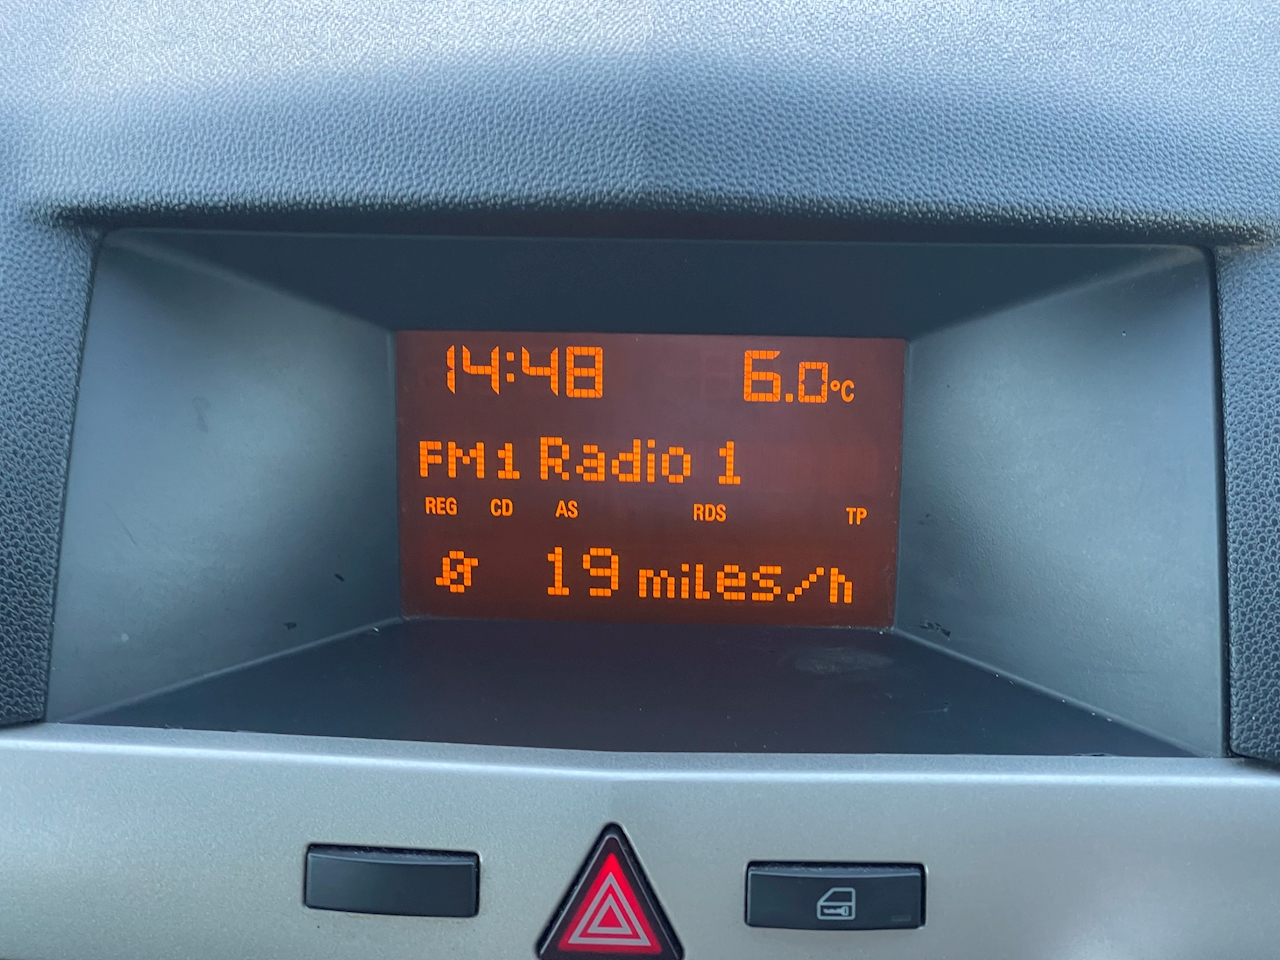 14:48 6.0°C
FM1 Radio 1
REG CD AS RDS TP
Ø 19 miles/h